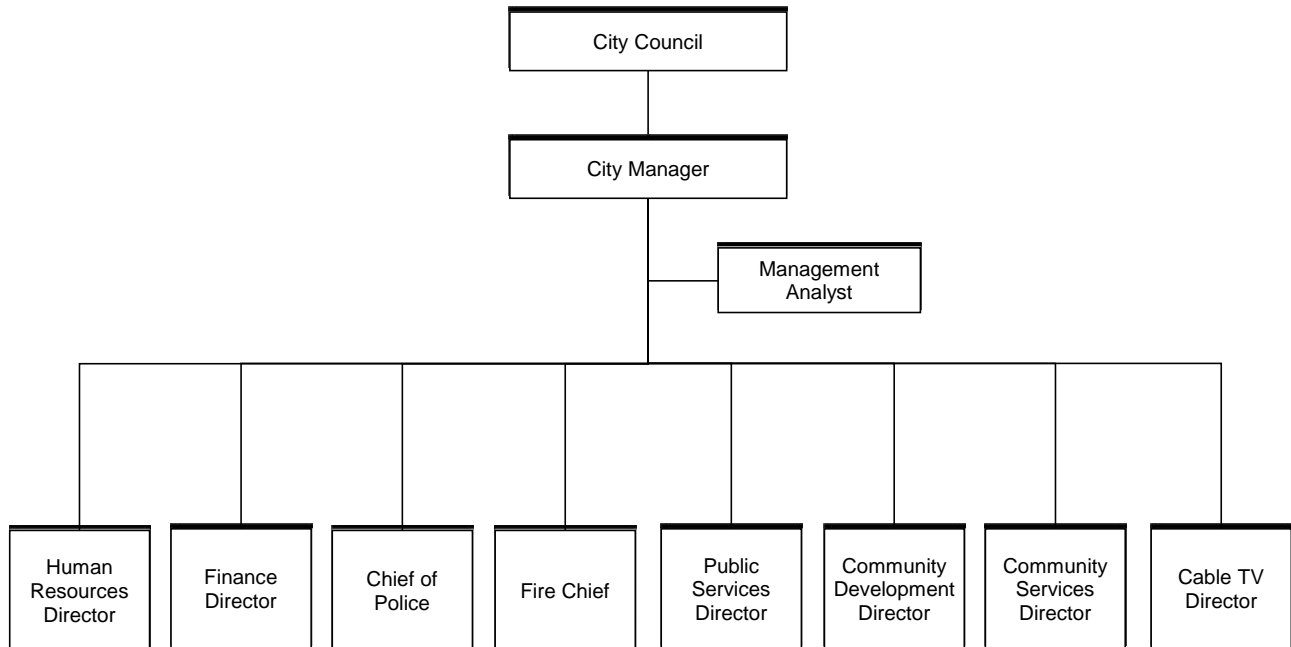 City Council
City Manager
Management
Analyst
Human
Resources
Director
Finance
Director
Chief of
Police
Fire Chief
Public
Services
Director
Community
Development
Director
Community
Services
Director
Cable TV
Director